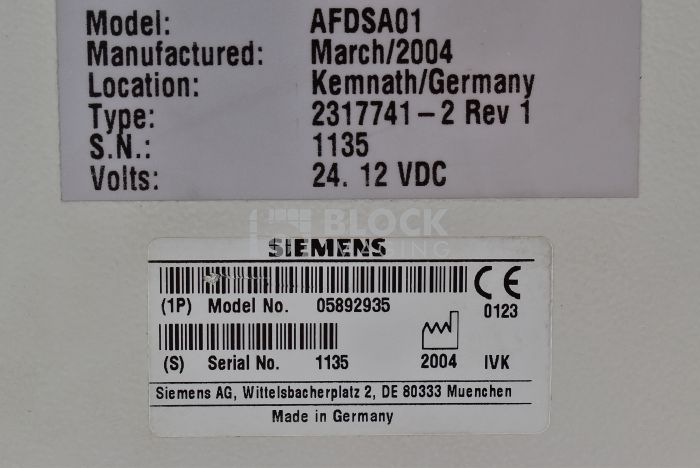 Model: AFDSA01
Manufactured: March/2004
Location: Kemnath/Germany
Type: 2317741-2 Rev 1
S.N.: 1135
Volts: 24. 12 VDC
BLOCK
IMAGING
SIEMENS
(1P) Model No. 05892935
0123
(S) Serial No. 1135 2004 IVK
Siemens AG, Wittelsbacherplatz 2, DE 80333 Muenchen
Made in Germany